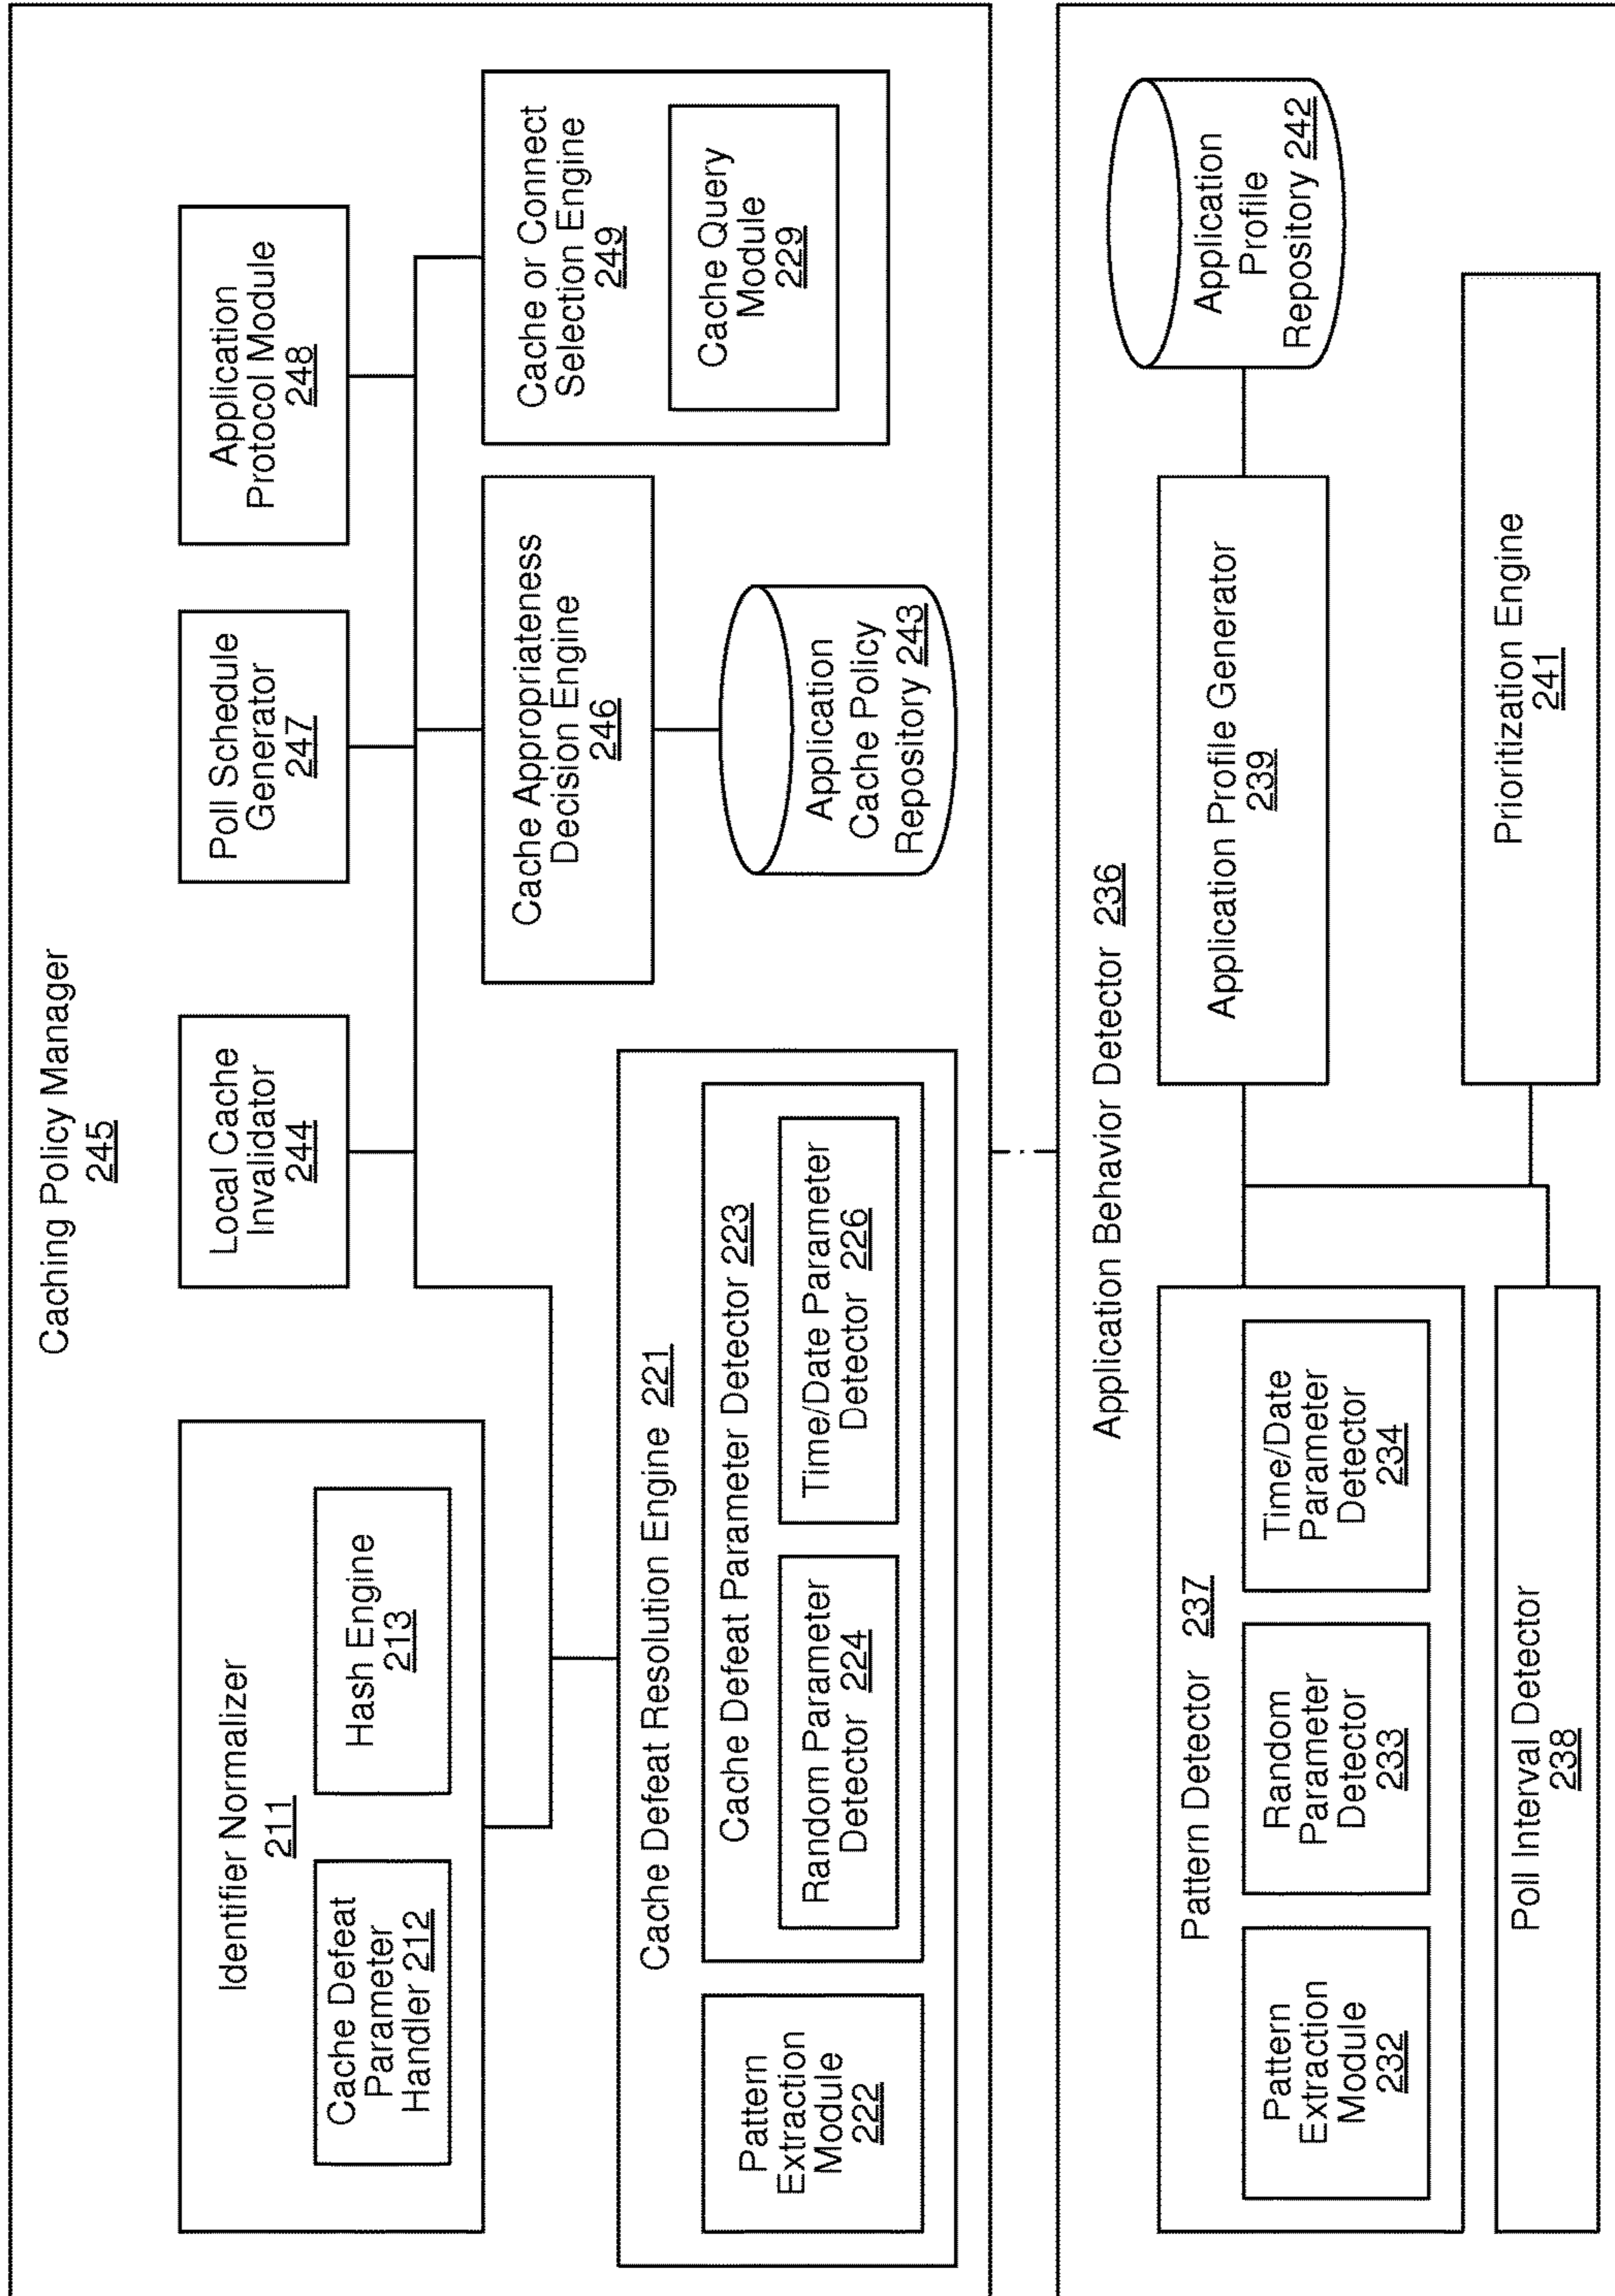 Caching Policy Manager
245
Identifier Normalizer
211
Cache Defeat
Parameter
Handler 212
Hash Engine
213
Local Cache
Invalidator
244
Poll Schedule
Generator
247
Application
Protocol Module
248
Cache Defeat Resolution Engine 221
Pattern
Extraction
Module
222
Cache Defeat Parameter Detector 223
Random Parameter
Detector 224
Time/Date Parameter
Detector 226
Cache Appropriateness
Decision Engine
246
Application
Cache Policy
Repository 243
Cache or Connect
Selection Engine
249
Cache Query
Module
229
Application Behavior Detector 236
Pattern Detector 237
Pattern
Extraction
Module
232
Random
Parameter
Detector
233
Time/Date
Parameter
Detector
234
Poll Interval Detector
238
Application Profile Generator
239
Application
Profile
Repository 242
Prioritization Engine
241